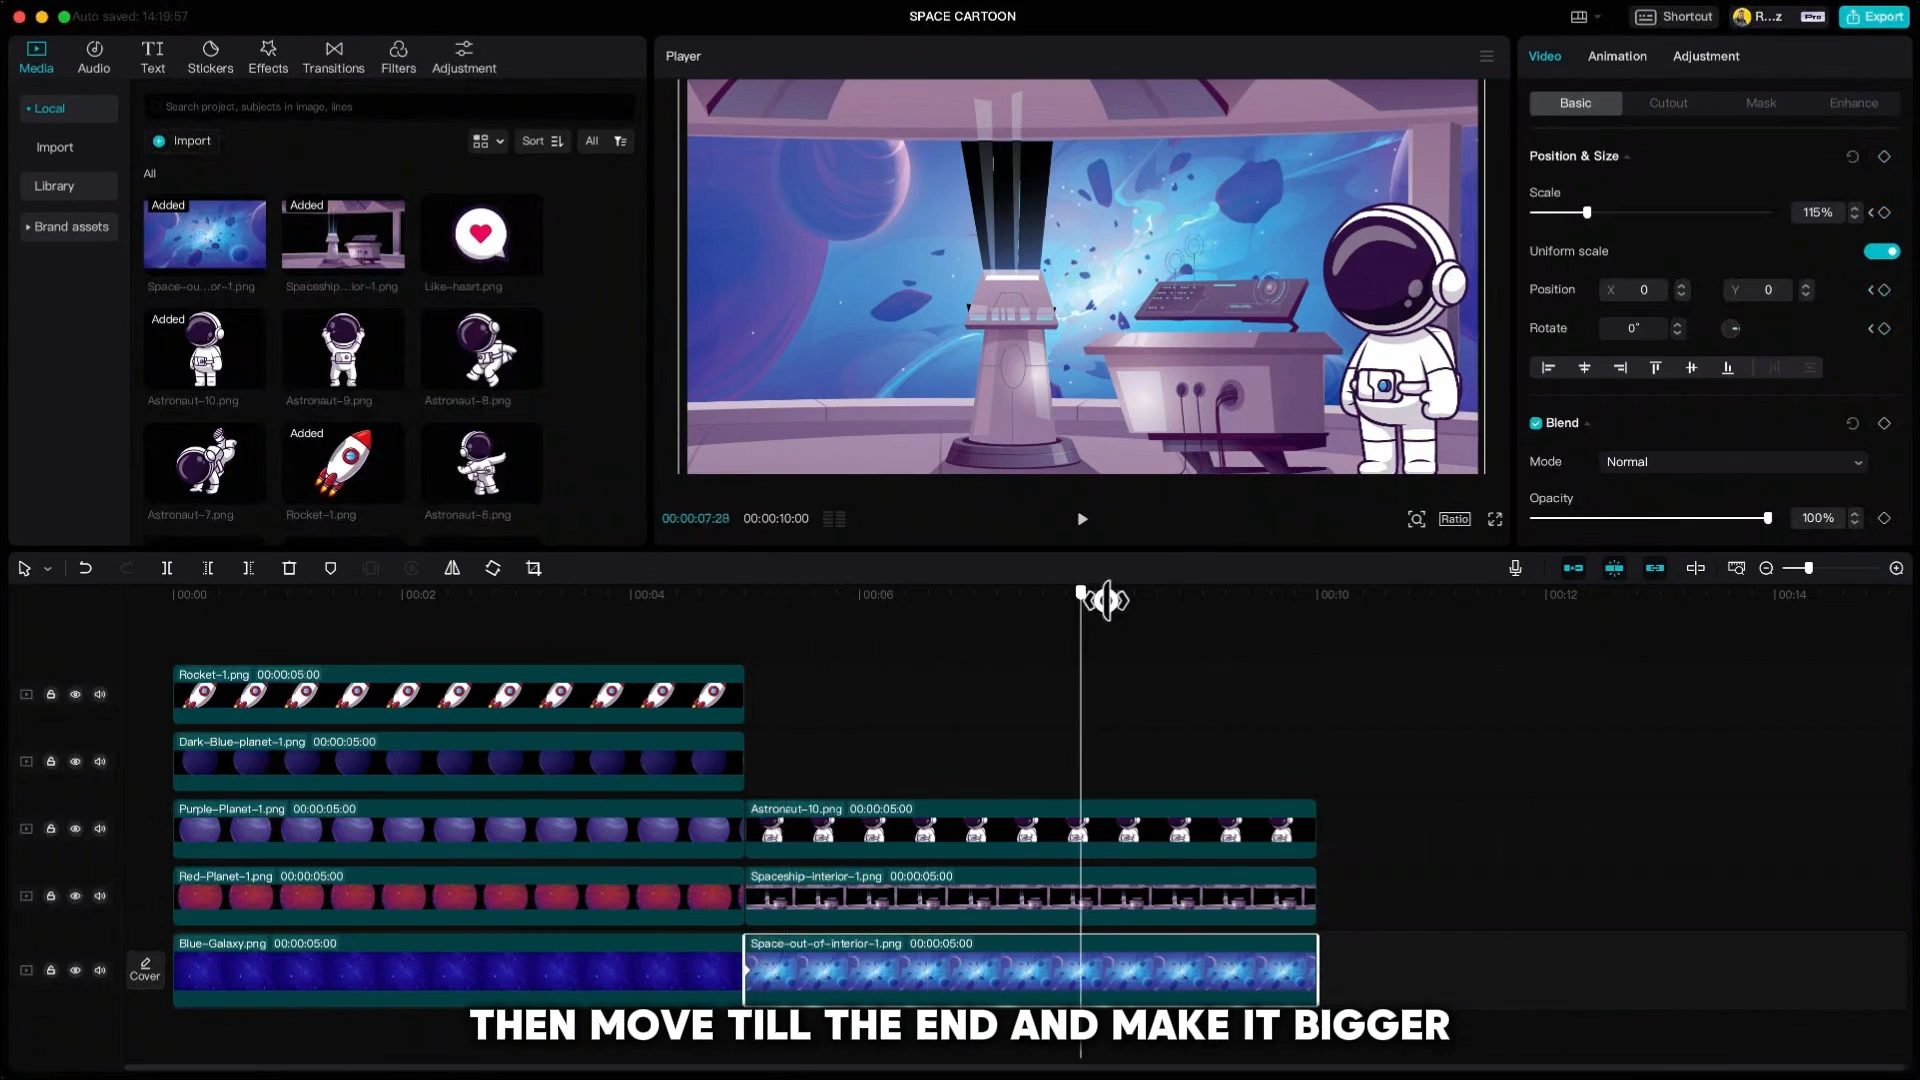 Auto saved: 14:19:57
SPACE CARTOON
Shortcut
R...z
Pro
Export
Media
Audio
Text
Stickers
Effects
Transitions
Filters
Adjustment
Local
Import
Library
Brand assets
Search project, subjects in image, lines
Import
Sort
All
All
Added
Added
Space-ou...or-1.png
Spaceship...ior-1.png
Like-heart.png
Added
Astronaut-10.png
Astronaut-9.png
Astronaut-8.png
Added
Astronaut-7.png
Rocket-1.png
Astronaut-6.png
Player
00:00:07:28
00:00:10:00
Ratio
Video
Animation
Adjustment
Basic
Cutout
Mask
Enhance
Position & Size
Scale
115%
Uniform scale
Position
X 0
Y 0
Rotate
0°
Blend
Mode
Normal
Opacity
100%
00:00
00:02
00:04
00:06
00:10
00:12
00:14
Rocket-1.png 00:00:05:00
Dark-Blue-planet-1.png 00:00:05:00
Purple-Planet-1.png 00:00:05:00
Astronaut-10.png 00:00:05:00
Red-Planet-1.png 00:00:05:00
Spaceship-interior-1.png 00:00:05:00
Cover
Blue-Galaxy.png 00:00:05:00
Space-out-of-interior-1.png 00:00:05:00
THEN MOVE TILL THE END AND MAKE IT BIGGER